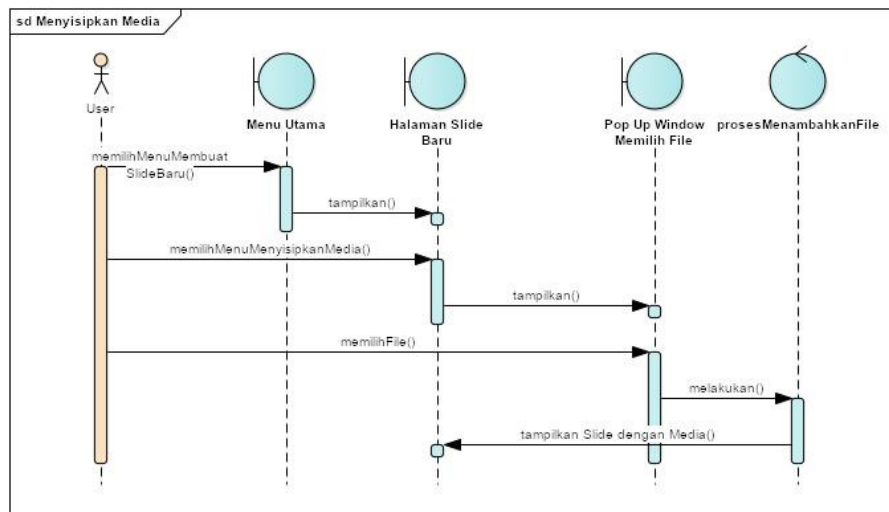 sd Menyisipkan Media
User
Menu Utama
Halaman Slide
Baru
Pop Up Window
Memilih File
prosesMenambahkanFile
memilihMenuMembuat
SlideBaru()
tampilkan()
memilihMenuMenyisipkanMedia()
tampilkan()
memilihFile()
melakukan()
tampilkan Slide dengan Media()